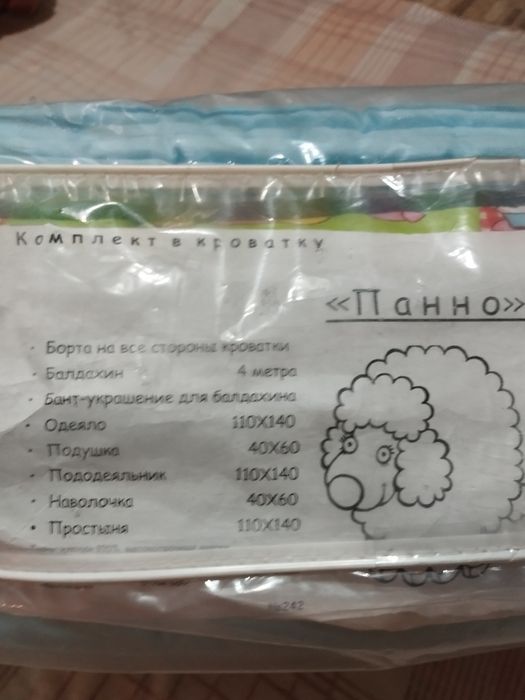 Комплект в кроватку
«Панно»
· Борта на все стороны кроватки
· Балдахин 4 метра
· Бант-украшение для балдахина
· Одеяло 110Х140
· Подушка 40Х60
· Пододеяльник 110Х140
· Наволочка 40Х60
· Простыня 110Х140